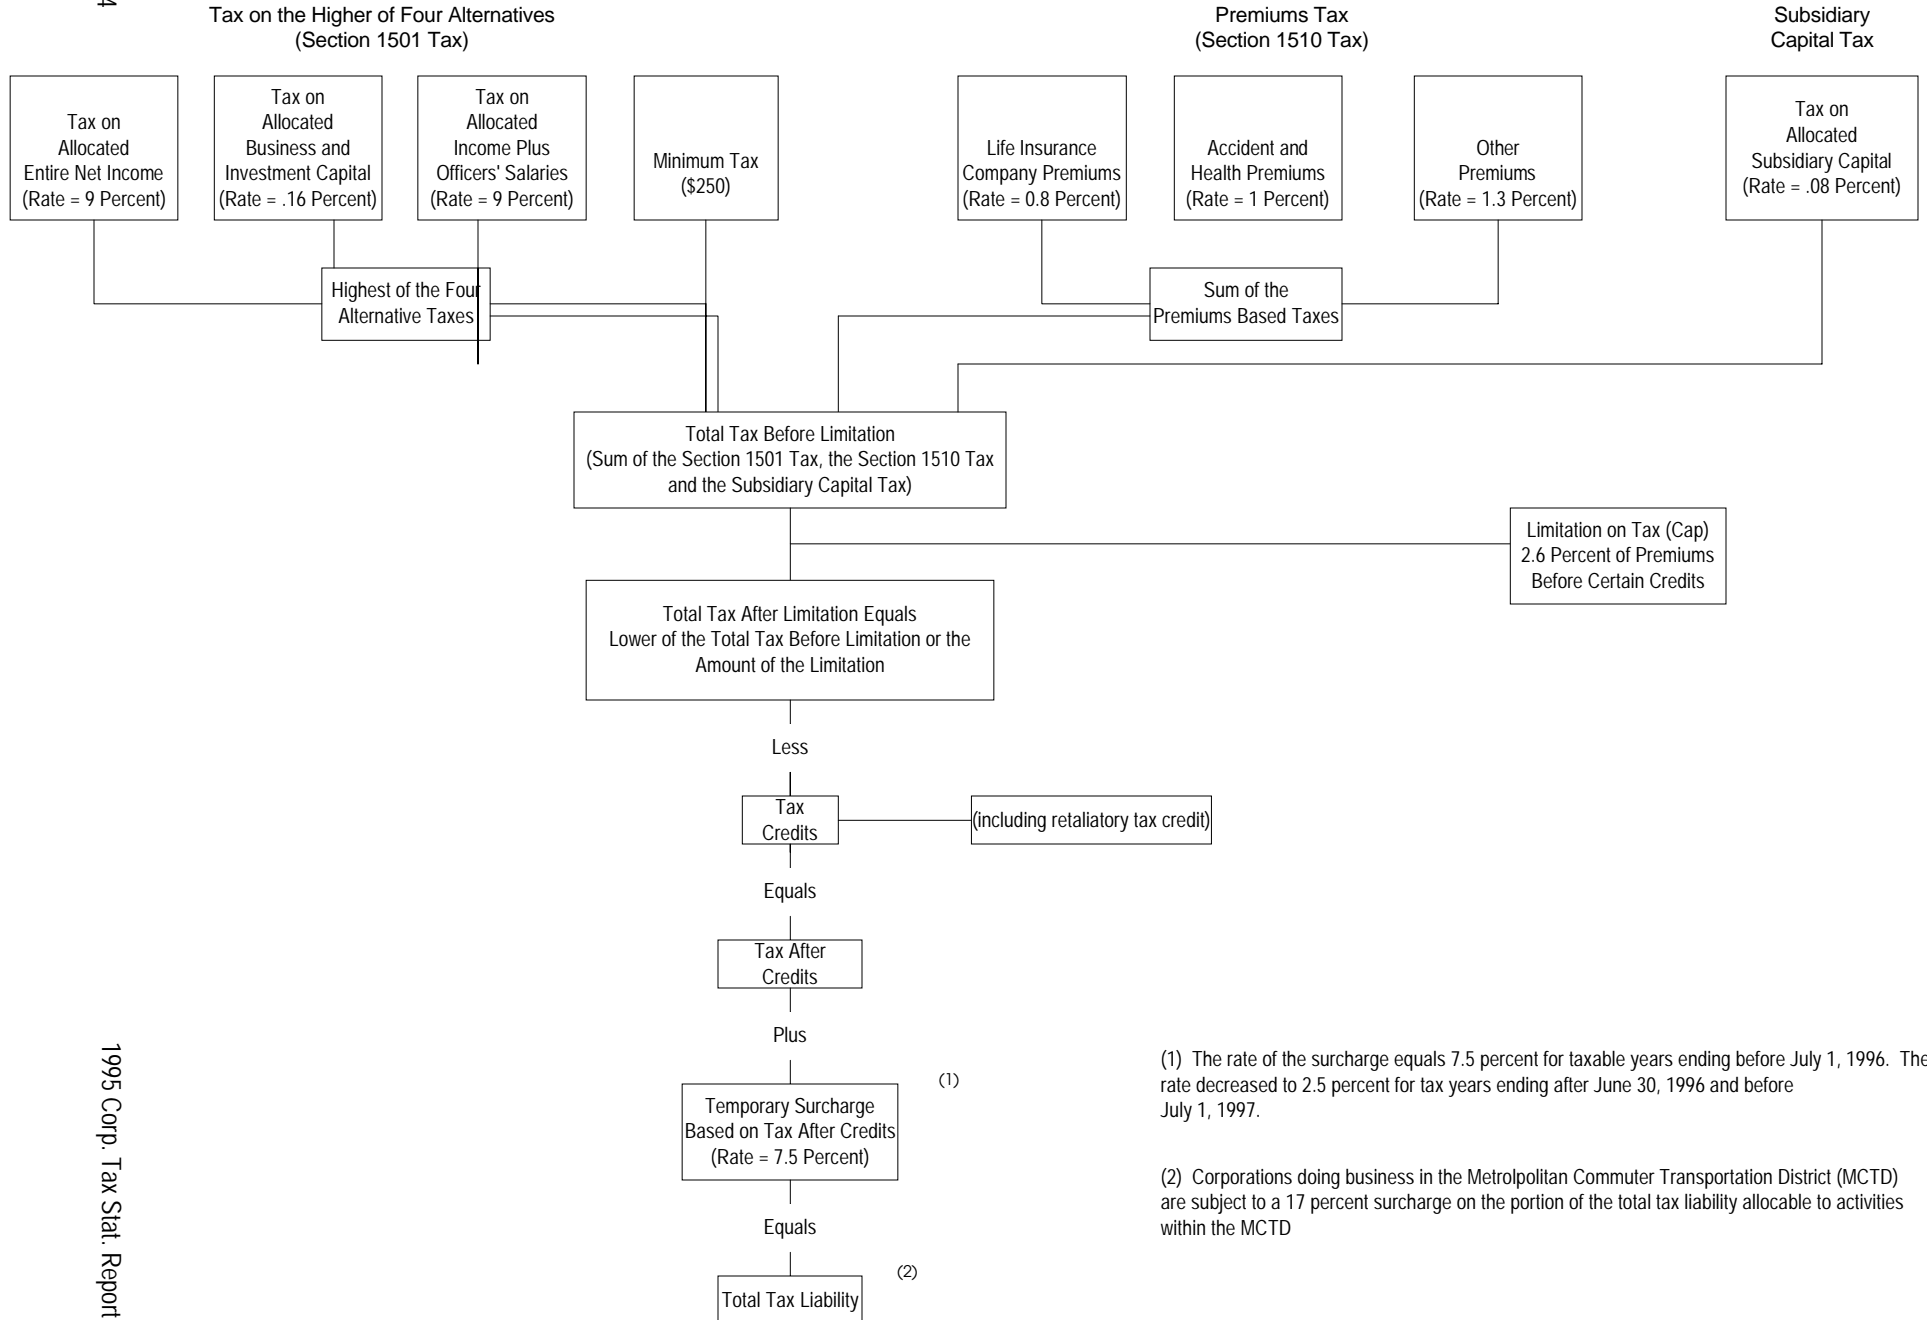 4
Tax on the Higher of Four Alternatives
(Section 1501 Tax)
Premiums Tax
(Section 1510 Tax)
Subsidiary
Capital Tax
Tax on
Allocated
Entire Net Income
(Rate = 9 Percent)
Tax on
Allocated
Business and
Investment Capital
(Rate = .16 Percent)
Tax on
Allocated
Income Plus
Officers' Salaries
(Rate = 9 Percent)
Minimum Tax
($250)
Life Insurance
Company Premiums
(Rate = 0.8 Percent)
Accident and
Health Premiums
(Rate = 1 Percent)
Other
Premiums
(Rate = 1.3 Percent)
Tax on
Allocated
Subsidiary Capital
(Rate = .08 Percent)
Highest of the Four
Alternative Taxes
Sum of the
Premiums Based Taxes
Total Tax Before Limitation
(Sum of the Section 1501 Tax, the Section 1510 Tax
and the Subsidiary Capital Tax)
Limitation on Tax (Cap)
2.6 Percent of Premiums
Before Certain Credits
Total Tax After Limitation Equals
Lower of the Total Tax Before Limitation or the
Amount of the Limitation
Less
Tax
Credits
(including retaliatory tax credit)
Equals
Tax After
Credits
Plus
(1)
Temporary Surcharge
Based on Tax After Credits
(Rate = 7.5 Percent)
Equals
(2)
Total Tax Liability
(1) The rate of the surcharge equals 7.5 percent for taxable years ending before July 1, 1996. The
rate decreased to 2.5 percent for tax years ending after June 30, 1996 and before
July 1, 1997.
(2) Corporations doing business in the Metrolpolitan Commuter Transportation District (MCTD)
are subject to a 17 percent surcharge on the portion of the total tax liability allocable to activities
within the MCTD
1995 Corp. Tax Stat. Report